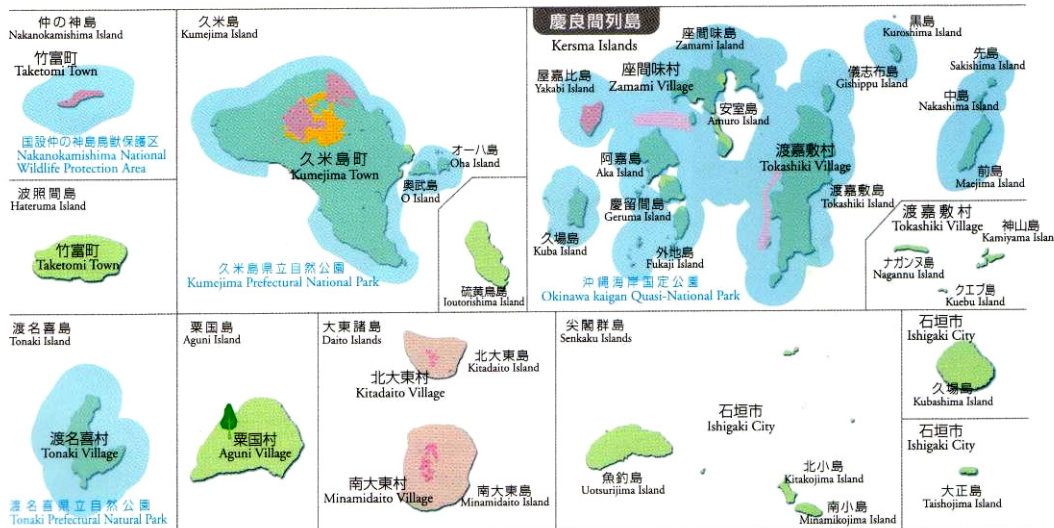 仲の神島
Nakanokamishima Island
竹富町
Taketomi Town
国設仲の神島鳥獣保護区
Nakanokamishima National
Wildlife Protection Area
波照間島
Hateruma Island
竹富町
Taketomi Town
久米島
Kumejima Island
久米島町
Kumejima Town
オーハ島
Oha Island
奥武島
O Island
久米島県立自然公園
Kumejima Prefectural National Park
硫黄鳥島
Ioutorishima Island
慶良間列島
Kersma Islands
座間味島
Zamami Island
座間味村
Zamami Village
屋嘉比島
Yakabi Island
安室島
Amuro Island
阿嘉島
Aka Island
慶留間島
Geruma Island
久場島
Kuba Island
外地島
Fukaji Island
沖縄海岸国定公園
Okinawa kaigan Quasi-National Park
渡嘉敷村
Tokashiki Village
渡嘉敷島
Tokashiki Island
儀志布島
Gishippu Island
黒島
Kuroshima Island
先島
Sakishima Island
中島
Nakashima Island
前島
Maejima Island
渡嘉敷村
Tokashiki Village
神山島
Kamiyama Island
ナガンヌ島
Nagannu Island
クエブ島
Kuebu Island
渡名喜島
Tonaki Island
渡名喜村
Tonaki Village
渡名喜県立自然公園
Tonaki Prefectural Natural Park
粟国島
Aguni Island
粟国村
Aguni Village
大東諸島
Daito Islands
北大東島
Kitadaito Island
北大東村
Kitadaito Village
南大東村
Minamidaito Village
南大東島
Minamidaito Island
尖閣群島
Senkaku Islands
石垣市
Ishigaki City
魚釣島
Uotsurijima Island
北小島
Kitakojima Island
南小島
Minamikojima Island
石垣市
Ishigaki City
久場島
Kubashima Island
石垣市
Ishigaki City
大正島
Taishojima Island